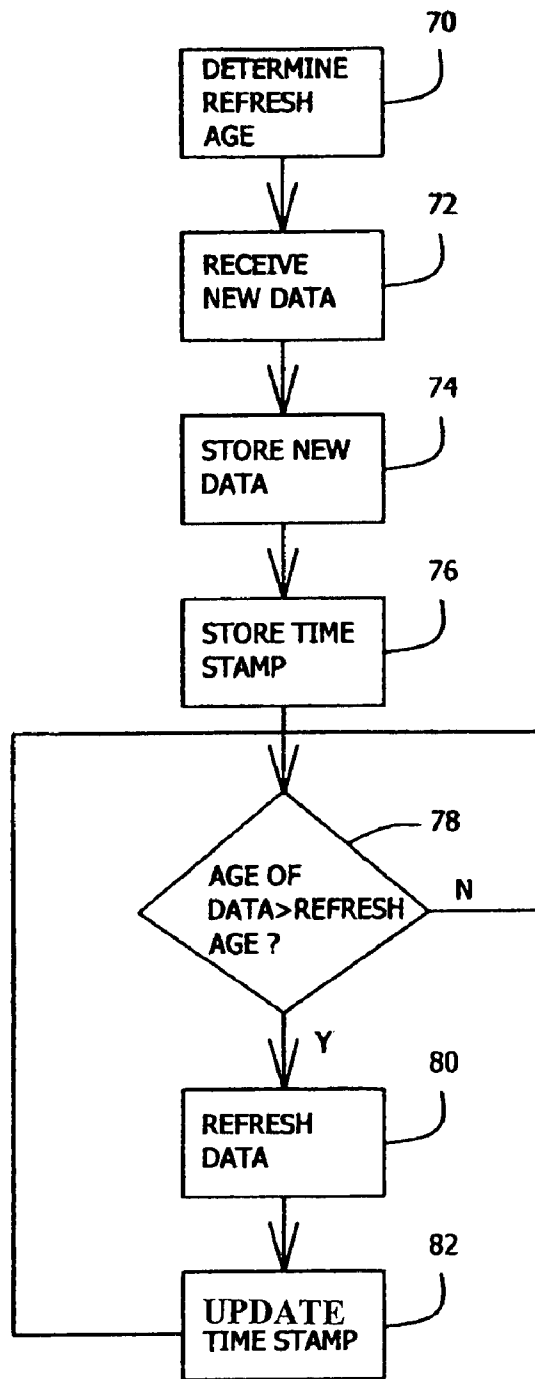 70
DETERMINE
REFRESH
AGE
72
RECEIVE
NEW DATA
74
STORE NEW
DATA
76
STORE TIME
STAMP
78
AGE OF
DATA>REFRESH
AGE ?
N
Y
80
REFRESH
DATA
82
UPDATE
TIME STAMP